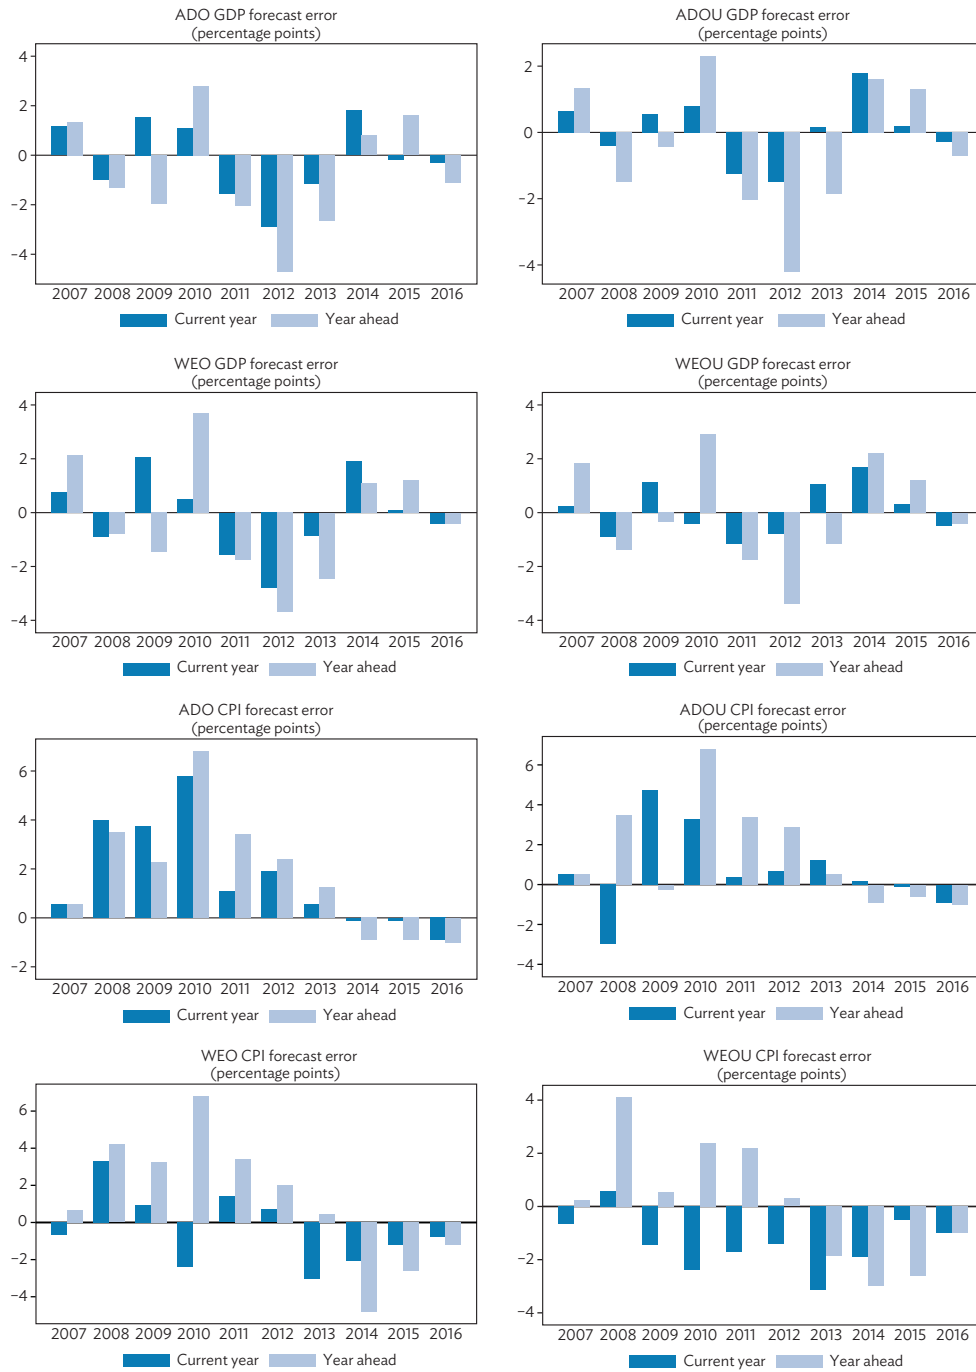 ADO GDP forecast error
(percentage points)
4
2
0
−2
−4
2007 2008 2009 2010 2011 2012 2013 2014 2015 2016
Current year Year ahead
ADOU GDP forecast error
(percentage points)
2
0
−2
−4
2007 2008 2009 2010 2011 2012 2013 2014 2015 2016
Current year Year ahead
WEO GDP forecast error
(percentage points)
4
2
0
−2
−4
2007 2008 2009 2010 2011 2012 2013 2014 2015 2016
Current year Year ahead
WEOU GDP forecast error
(percentage points)
4
2
0
−2
−4
2007 2008 2009 2010 2011 2012 2013 2014 2015 2016
Current year Year ahead
ADO CPI forecast error
(percentage points)
6
4
2
0
−2
2007 2008 2009 2010 2011 2012 2013 2014 2015 2016
Current year Year ahead
ADOU CPI forecast error
(percentage points)
6
4
2
0
−2
−4
2007 2008 2009 2010 2011 2012 2013 2014 2015 2016
Current year Year ahead
WEO CPI forecast error
(percentage points)
6
4
2
0
−2
−4
2007 2008 2009 2010 2011 2012 2013 2014 2015 2016
Current year Year ahead
WEOU CPI forecast error
(percentage points)
4
2
0
−2
−4
2007 2008 2009 2010 2011 2012 2013 2014 2015 2016
Current year Year ahead